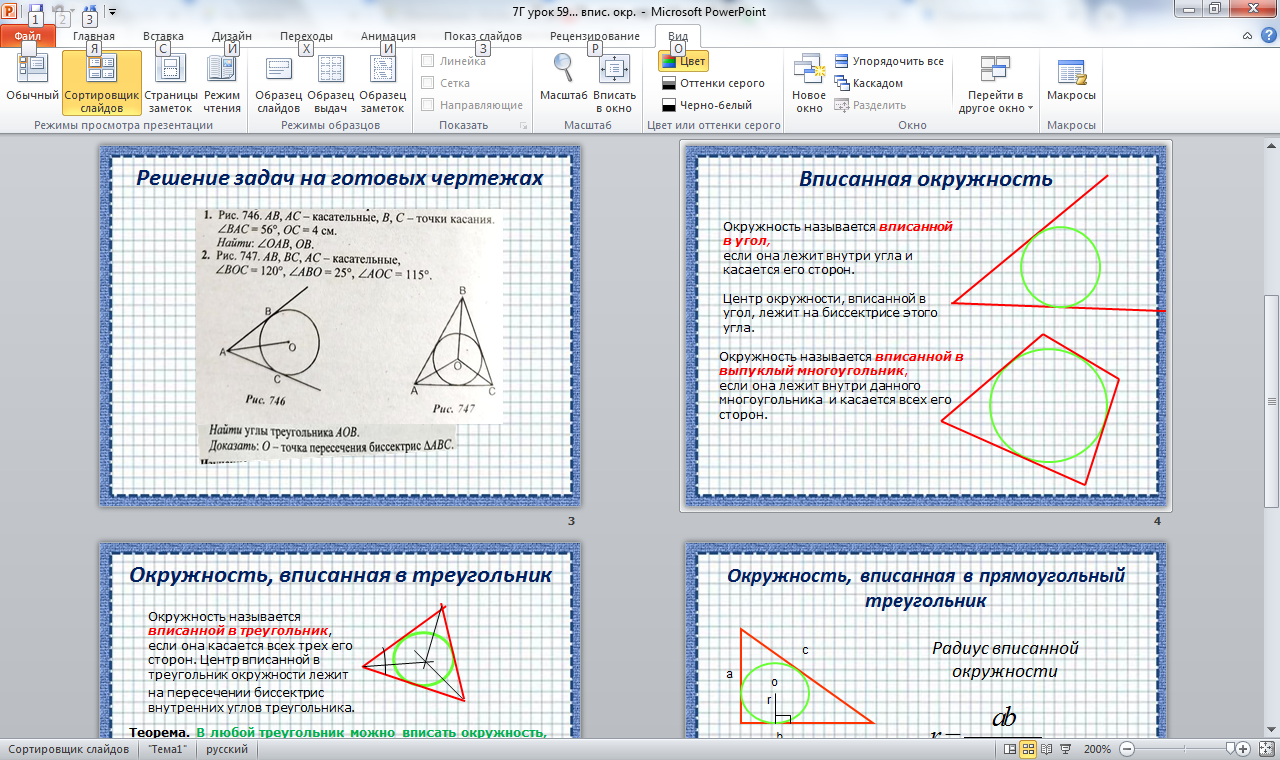 7Г урок 59... впис. окр. - Microsoft PowerPoint
1 2 3
Файл Главная Вставка Дизайн Переходы Анимация Показ слайдов Рецензирование Вид
Я С Й Х И З Р О
Обычный
Сортировщик слайдов
Страницы заметок
Режим чтения
Режимы просмотра презентации
Образец слайдов
Образец выдач
Образец заметок
Режимы образцов
Линейка
Сетка
Направляющие
Показать
Масштаб
Вписать в окно
Масштаб
Цвет
Оттенки серого
Черно-белый
Цвет или оттенки серого
Новое окно
Упорядочить все
Каскадом
Разделить
Перейти в другое окно
Окно
Макросы
Макросы
Решение задач на готовых чертежах
1. Рис. 746. AB, AC – касательные, B, C – точки касания.
∠BAC = 56°, OC = 4 см.
Найти: ∠OAB, OB.
2. Рис. 747. AB, BC, AC – касательные,
∠BOC = 120°, ∠ABO = 25°, ∠AOC = 115°.
B
A
O
C
Рис. 746
B
O
A
C
Рис. 747
Найти углы треугольника AOB.
Доказать: O – точка пересечения биссектрис ΔABC.
3
Вписанная окружность
Окружность называется вписанной
в угол,
если она лежит внутри угла и
касается его сторон.
Центр окружности, вписанной в
угол, лежит на биссектрисе этого
угла.
Окружность называется вписанной в
выпуклый многоугольник,
если она лежит внутри данного
многоугольника и касается всех его
сторон.
4
Окружность, вписанная в треугольник
Окружность называется
вписанной в треугольник,
если она касается всех трех его
сторон. Центр вписанной в
треугольник окружности лежит
на пересечении биссектрис
внутренних углов треугольника.
Теорема. В любой треугольник можно вписать окружность,
Окружность, вписанная в прямоугольный
треугольник
a
c
o
r
b
Радиус вписанной
окружности
ab
r =
Сортировщик слайдов "Тема1" русский 200%